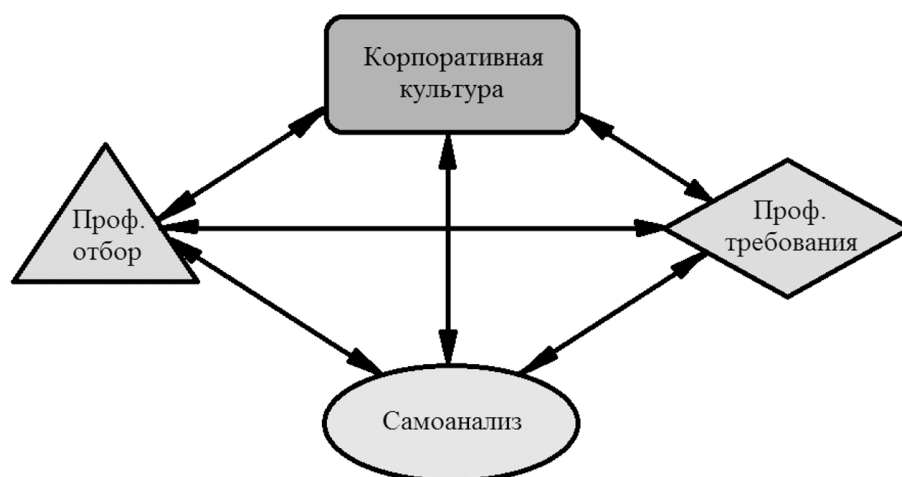 Корпоративная
культура
Проф.
отбор
Проф.
требования
Самоанализ